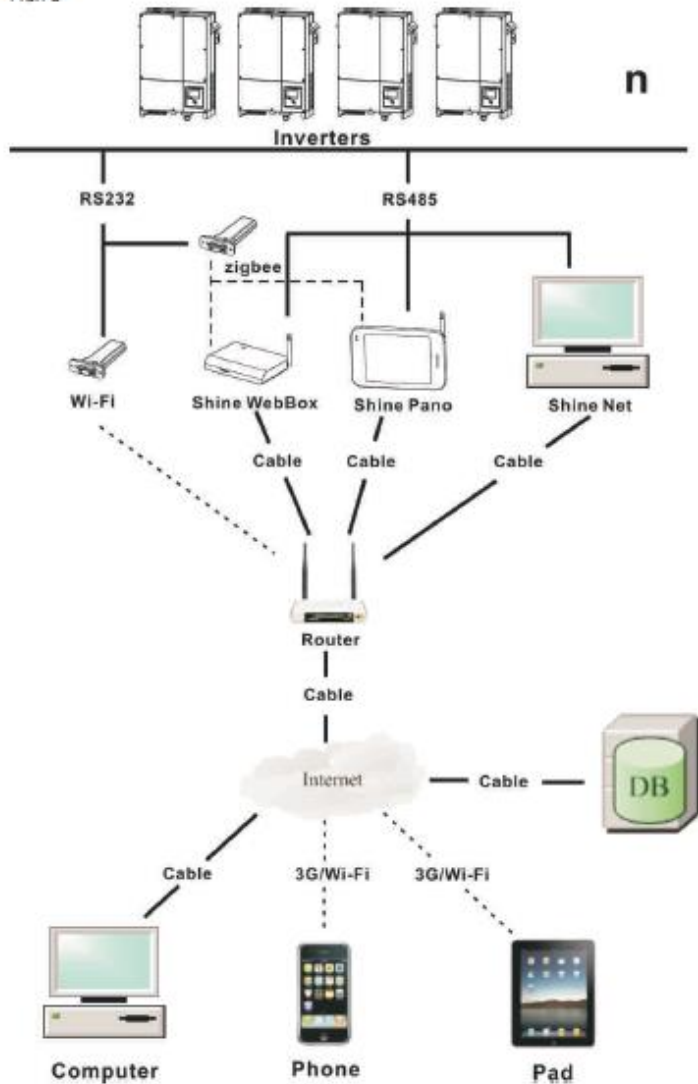 n
Inverters
RS232 RS485
zigbee
Wi-Fi Shine WebBox Shine Pano Shine Net
Cable Cable Cable
Router
Cable
Internet Cable DB
Cable 3G/Wi-Fi 3G/Wi-Fi
Computer Phone Pad